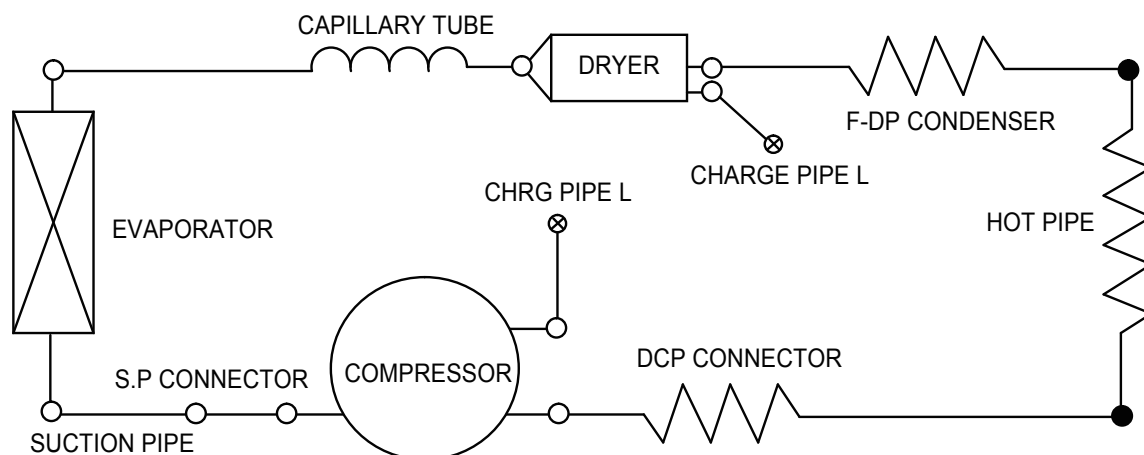 CAPILLARY TUBE
DRYER
F-DP CONDENSER
CHARGE PIPE L
CHRG PIPE L
HOT PIPE
EVAPORATOR
DCP CONNECTOR
S.P CONNECTOR
COMPRESSOR
SUCTION PIPE